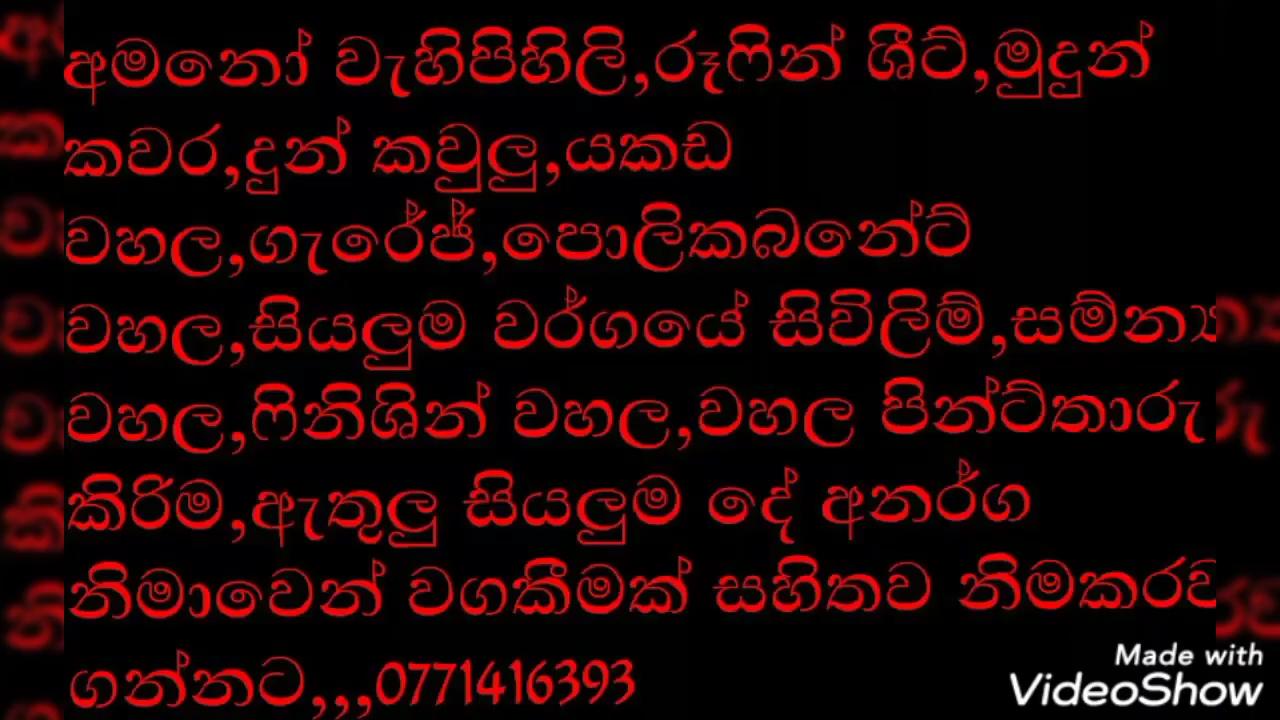 අමනෝ වැහිපිහිලි,රූෆින් ශීට්,මුදුන්
කවර,දුන් කවුලු,යකඩ
වහල,ගැරේජ්,පොලිකබනේට්
වහල,සියලුම වර්ගයේ සිවිලිම්,සම්න්‍ය
වහල,ෆිනිශින් වහල,වහල පින්ට්තාරු
කිරිම,ඇතුලු සියලුම දේ අනර්ග
නිමාවෙන් වගකීමක් සහිතව නිමකරව
ගන්නට,,,0771416393
Made with
VideoShow